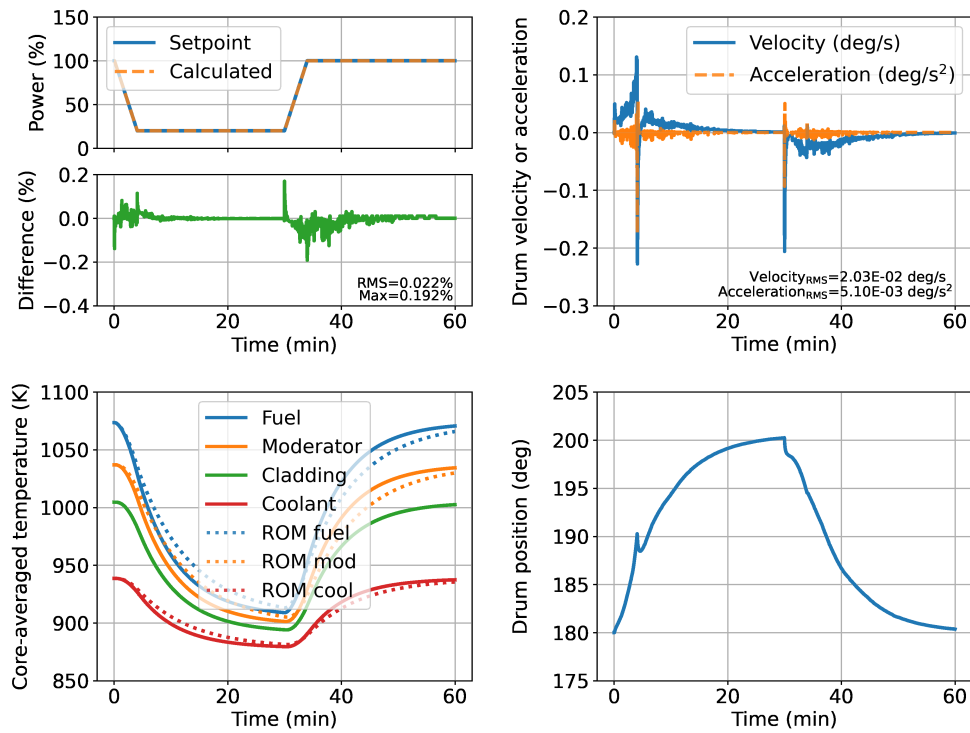 150
100
50
0
Power (%)
Setpoint
Calculated
0.2
0.0
−0.2
−0.4
Difference (%)
RMS=0.022%
Max=0.192%
0 20 40 60
Time (min)
0.2
0.1
0.0
−0.1
−0.2
−0.3
Drum velocity or acceleration
Velocity (deg/s)
Acceleration (deg/s²)
Velocity_RMS=2.03E-02 deg/s
Acceleration_RMS=5.10E-03 deg/s²
0 20 40 60
Time (min)
1100
1050
1000
950
900
850
Core-averaged temperature (K)
Fuel
Moderator
Cladding
Coolant
ROM fuel
ROM mod
ROM cool
0 20 40 60
Time (min)
205
200
195
190
185
180
175
Drum position (deg)
0 20 40 60
Time (min)